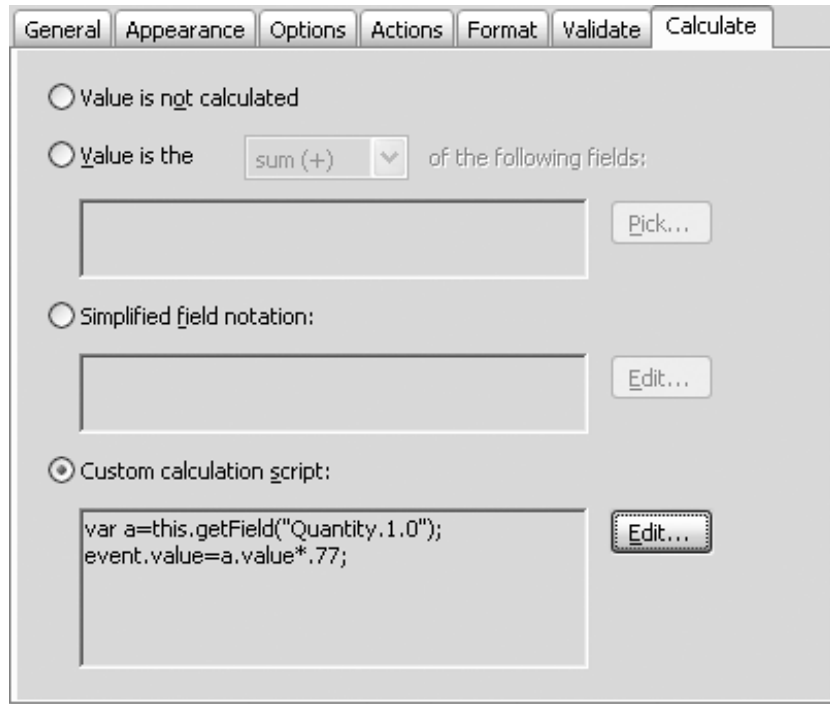 General Appearance Options Actions Format Validate Calculate
Value is not calculated
Value is the sum (+) of the following fields:
Pick...
Simplified field notation:
Edit...
Custom calculation script:
var a=this.getField("Quantity.1.0");
event.value=a.value*.77;
Edit...